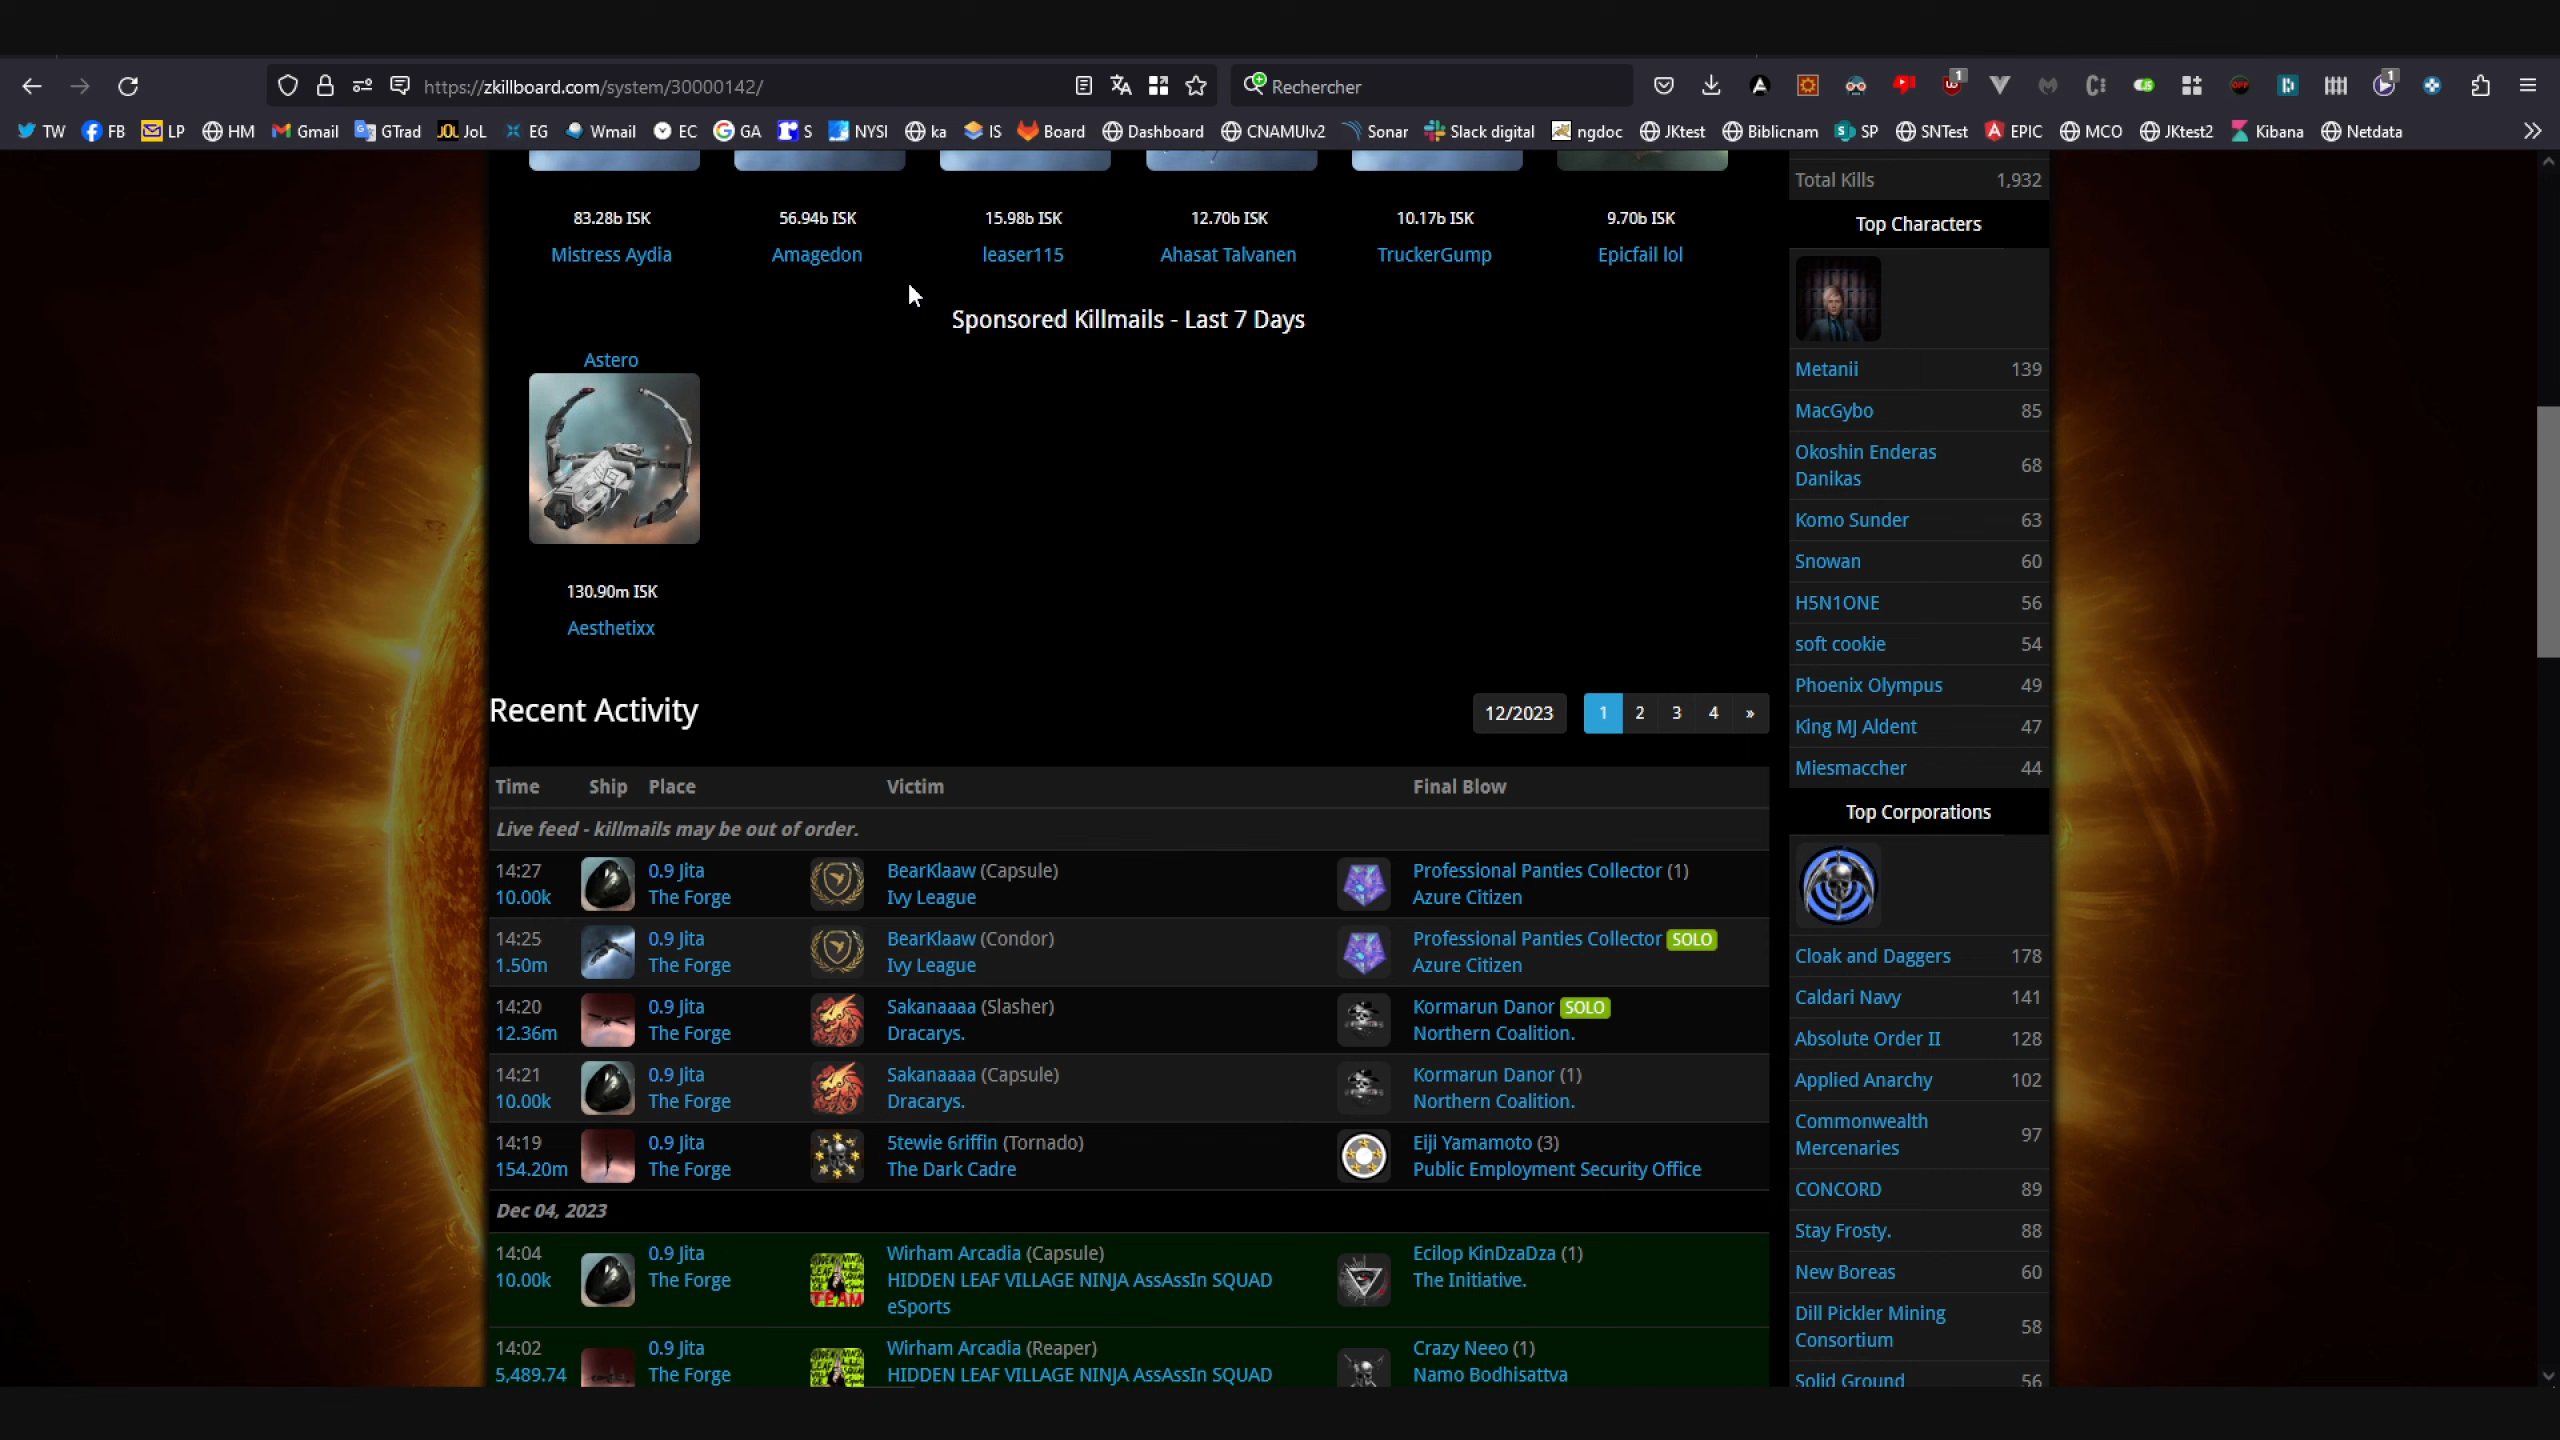 https://zkillboard.com/system/30000142/
Rechercher
1
1
TW FB LP HM Gmail GTrad JOL JoL EG Wmail EC GA S NYSI ka IS Board Dashboard CNAMUIv2 Sonar Slack digital ngdoc JKtest Biblicnam SP SNTest EPIC MCO JKtest2 Kibana Netdata
83.28b ISK 56.94b ISK 15.98b ISK 12.70b ISK 10.17b ISK 9.70b ISK
Mistress Aydia Amagedon leaser115 Ahasat Talvanen TruckerGump Epicfail lol
Sponsored Killmails - Last 7 Days
Astero
130.90m ISK
Aesthetixx
Recent Activity
12/2023 1 2 3 4 »
Time Ship Place Victim Final Blow
Live feed - killmails may be out of order.
14:27 0.9 Jita BearKlaaw (Capsule) Professional Panties Collector (1)
10.00k The Forge Ivy League Azure Citizen
14:25 0.9 Jita BearKlaaw (Condor) Professional Panties Collector SOLO
1.50m The Forge Ivy League Azure Citizen
14:20 0.9 Jita Sakanaaaa (Slasher) Kormarun Danor SOLO
12.36m The Forge Dracarys. Northern Coalition.
14:21 0.9 Jita Sakanaaaa (Capsule) Kormarun Danor (1)
10.00k The Forge Dracarys. Northern Coalition.
14:19 0.9 Jita 5tewie 6riffin (Tornado) Eiji Yamamoto (3)
154.20m The Forge The Dark Cadre Public Employment Security Office
Dec 04, 2023
14:04 0.9 Jita Wirham Arcadia (Capsule) Ecilop KinDzaDza (1)
10.00k The Forge HIDDEN LEAF VILLAGE NINJA AssAssIn SQUAD The Initiative.
eSports
TEAM
14:02 0.9 Jita Wirham Arcadia (Reaper) Crazy Neeo (1)
5,489.74 The Forge HIDDEN LEAF VILLAGE NINJA AssAssIn SQUAD Namo Bodhisattva
Total Kills 1,932
Top Characters
Metanii 139
MacGybo 85
Okoshin Enderas
Danikas 68
Komo Sunder 63
Snowan 60
H5N1ONE 56
soft cookie 54
Phoenix Olympus 49
King MJ Aldent 47
Miesmaccher 44
Top Corporations
Cloak and Daggers 178
Caldari Navy 141
Absolute Order II 128
Applied Anarchy 102
Commonwealth
Mercenaries 97
CONCORD 89
Stay Frosty. 88
New Boreas 60
Dill Pickler Mining
Consortium 58
Solid Ground 56